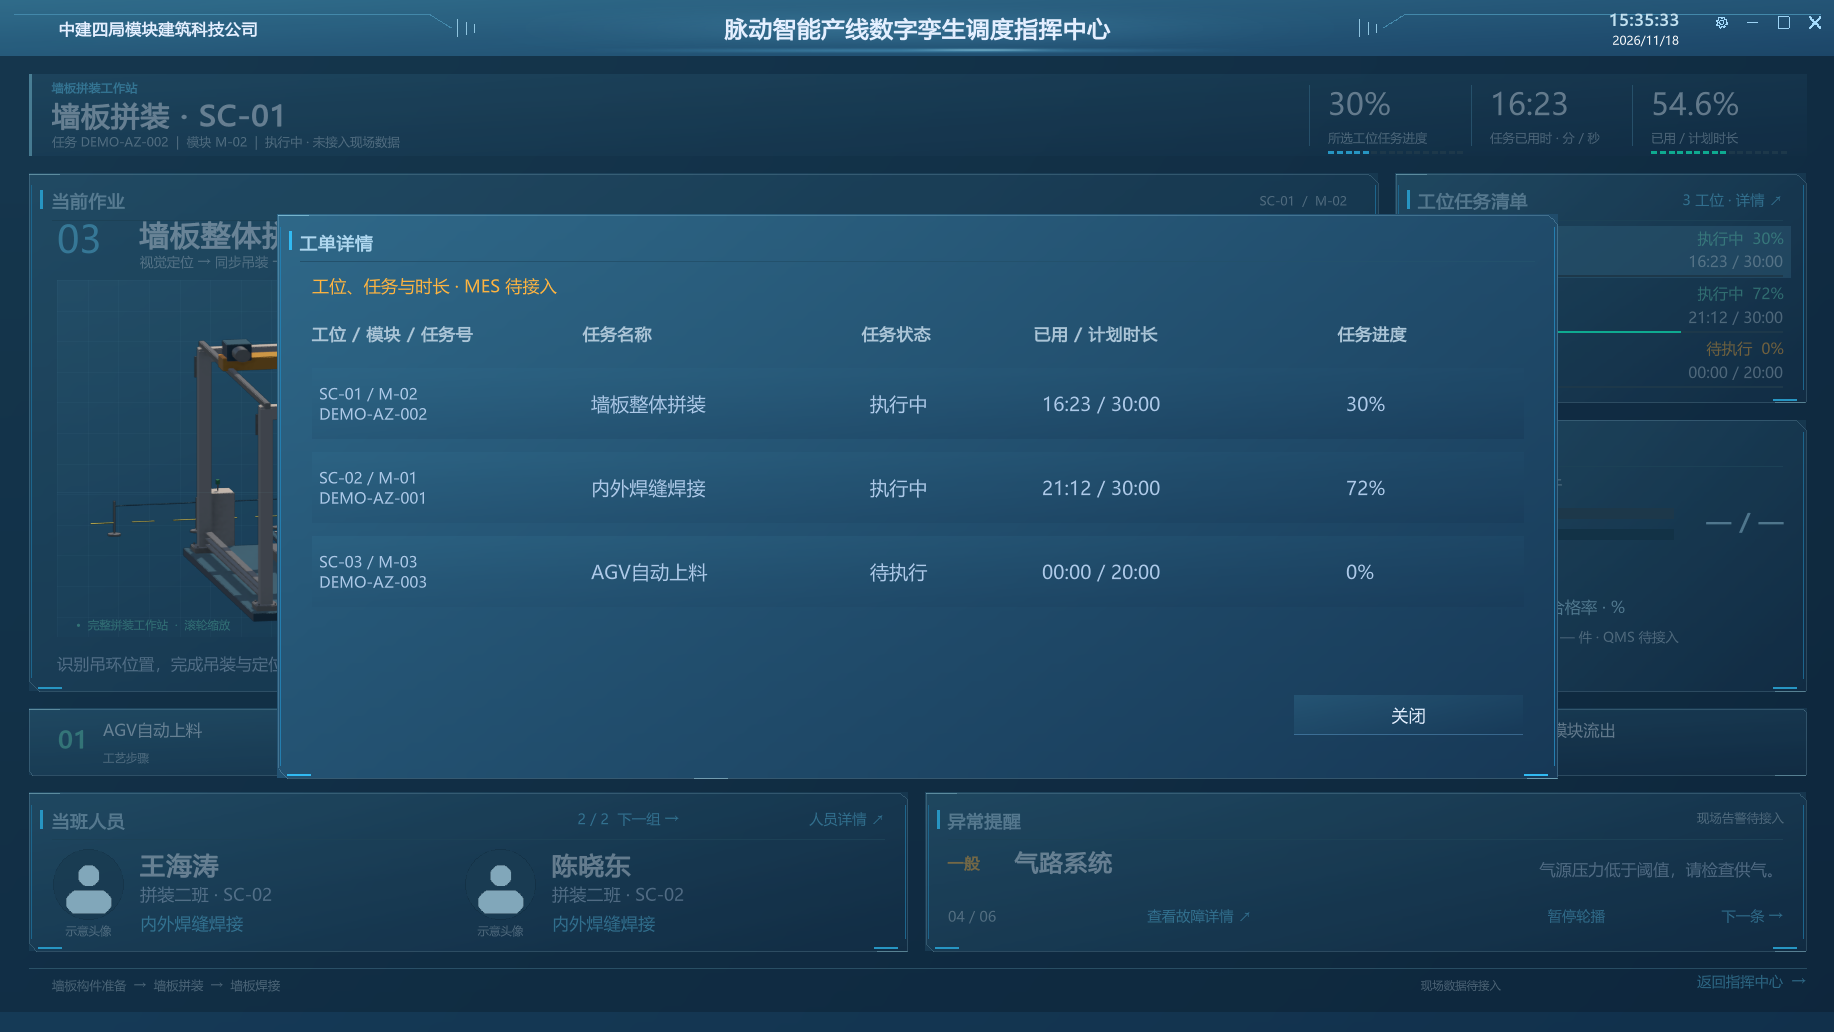 中建四局模块建筑科技公司
脉动智能产线数字孪生调度指挥中心
15:35:33
2026/11/18
墙板拼装工作站
墙板拼装 · SC-01
任务 DEMO-AZ-002 | 模块 M-02 | 执行中 · 未接入现场数据
30%
所选工位任务进度
16:23
任务已用时 · 分 / 秒
54.6%
已用 / 计划时长
当前作业
SC-01 / M-02
03
墙板整体拼
视觉定位 → 同步吊装
• 完整拼装工作站 · 滚轮缩放
识别吊环位置，完成吊装与定位
工位任务清单
3 工位 · 详情 ↗
执行中 30%
16:23 / 30:00
执行中 72%
21:12 / 30:00
待执行 0%
00:00 / 20:00
— / —
合格率 · %
— 件 · QMS 待接入
工单详情
工位、任务与时长 · MES 待接入
工位 / 模块 / 任务号 任务名称 任务状态 已用 / 计划时长 任务进度
SC-01 / M-02
DEMO-AZ-002
墙板整体拼装 执行中 16:23 / 30:00 30%
SC-02 / M-01
DEMO-AZ-001
内外焊缝焊接 执行中 21:12 / 30:00 72%
SC-03 / M-03
DEMO-AZ-003
AGV自动上料 待执行 00:00 / 20:00 0%
关闭
01
AGV自动上料
工艺步骤
模块流出
当班人员
2 / 2 下一组 →
人员详情 ↗
王海涛
拼装二班 · SC-02
内外焊缝焊接
示意头像
陈晓东
拼装二班 · SC-02
内外焊缝焊接
示意头像
异常提醒
现场告警待接入
一般
气路系统
气源压力低于阈值，请检查供气。
04 / 06
查看故障详情 ↗
暂停轮播
下一条 →
墙板构件准备 → 墙板拼装 → 墙板焊接
现场数据待接入
返回指挥中心 →